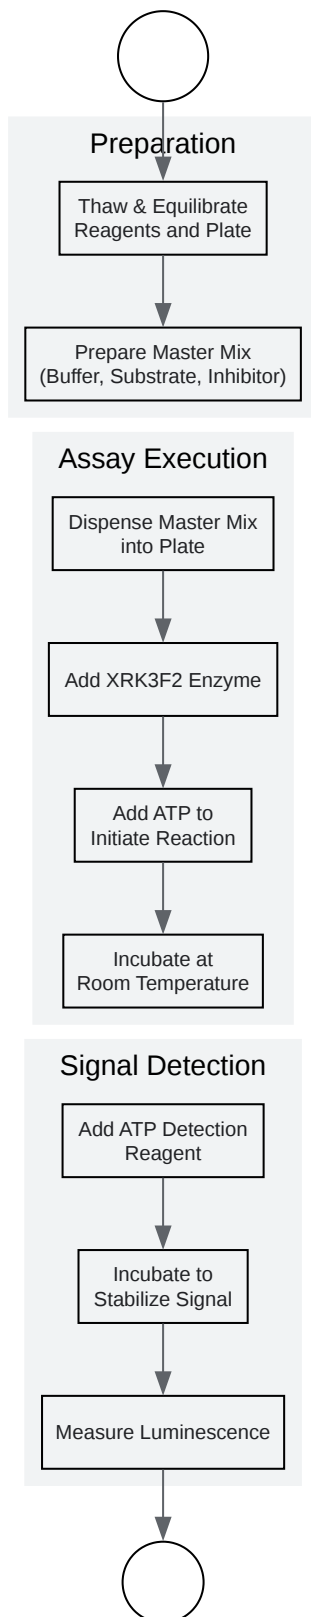 Preparation
Thaw & Equilibrate
Reagents and Plate
Prepare Master Mix
(Buffer, Substrate, Inhibitor)
Assay Execution
Dispense Master Mix
into Plate
Add XRK3F2 Enzyme
Add ATP to
Initiate Reaction
Incubate at
Room Temperature
Signal Detection
Add ATP Detection
Reagent
Incubate to
Stabilize Signal
Measure Luminescence